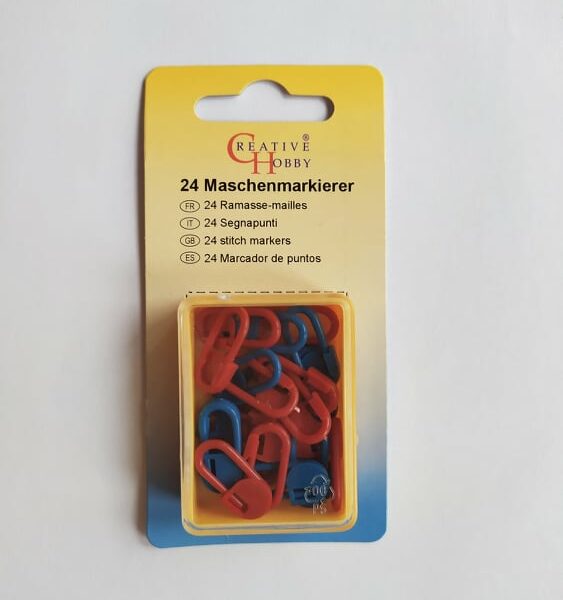 CREATIVE®
HOBBY
24 Maschenmarkierer
FR 24 Ramasse-mailles
IT 24 Segnapunti
GB 24 stitch markers
ES 24 Marcador de puntos
PS